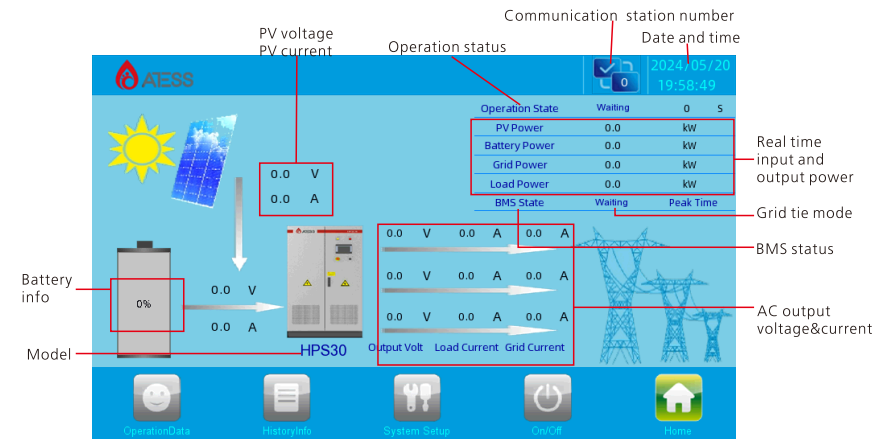 Communication station number
PV voltage
PV current
Operation status
Date and time
ATESS
0
2024/05/20
19:58:49
Operation State Waiting 0 S
PV Power 0.0 kW
Battery Power 0.0 kW
Grid Power 0.0 kW
Load Power 0.0 kW
BMS State Waiting Peak Time
Real time
input and
output power
Grid tie mode
BMS status
0.0 V
0.0 A
0.0 V 0.0 A 0.0 A
0.0 V 0.0 A 0.0 A
0.0 V 0.0 A 0.0 A
Output Volt Load Current Grid Current
AC output
voltage&current
Battery
info
0%
0.0 V
0.0 A
ATESS
Model
HPS30
OperationData
HistoryInfo
System Setup
On/Off
Home